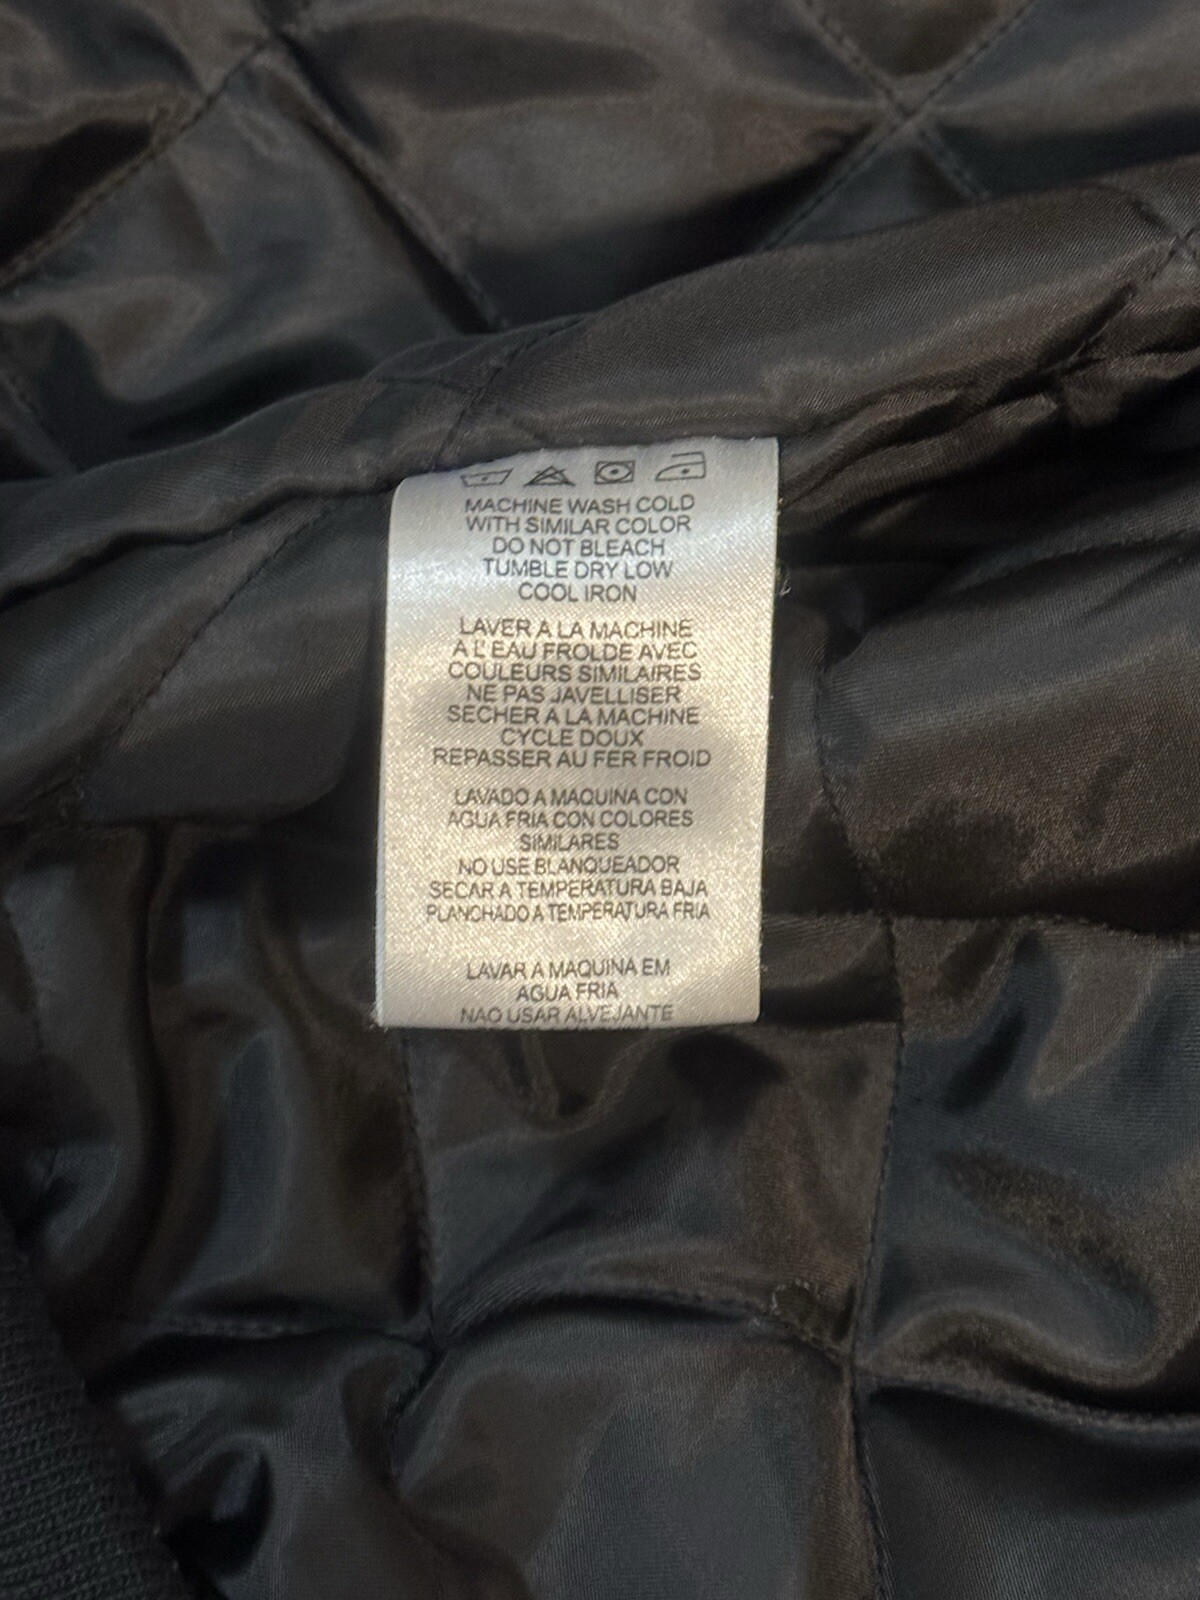 MACHINE WASH COLD
WITH SIMILAR COLOR
DO NOT BLEACH
TUMBLE DRY LOW
COOL IRON
LAVER A LA MACHINE
À L'EAU FROLDE AVEC
COULEURS SIMILAIRES
NE PAS JAVELLISER
SECHER A LA MACHINE
CYCLE DOUX
REPASSER AU FER FROID
LAVADO A MAQUINA CON
AGUA FRIA CON COLORES
SIMILARES
NO USE BLANQUEADOR
SECAR A TEMPERATURA BAJA
PLANCHADO A TEMPERATURA FRIA
LAVAR A MAQUINA EM
AGUA FRIA
NAO USAR ALVEJANTE